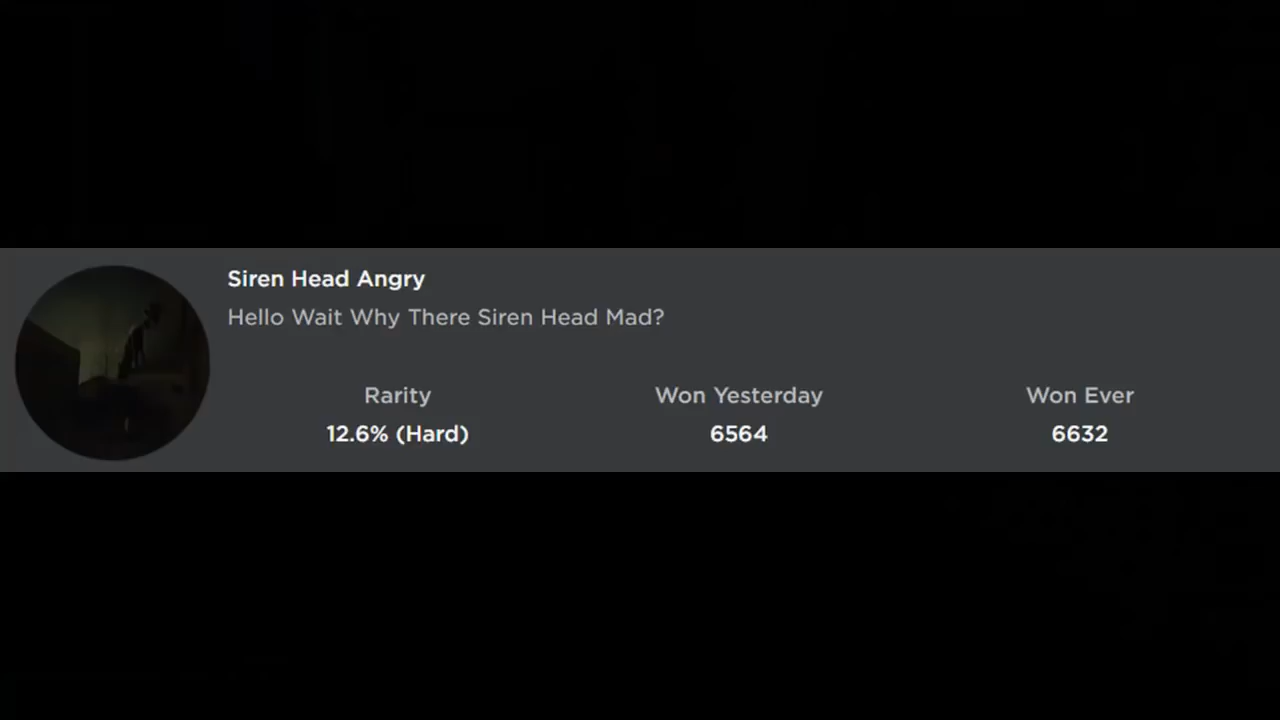 Siren Head Angry
Hello Wait Why There Siren Head Mad?
Rarity Won Yesterday Won Ever
12.6% (Hard) 6564 6632